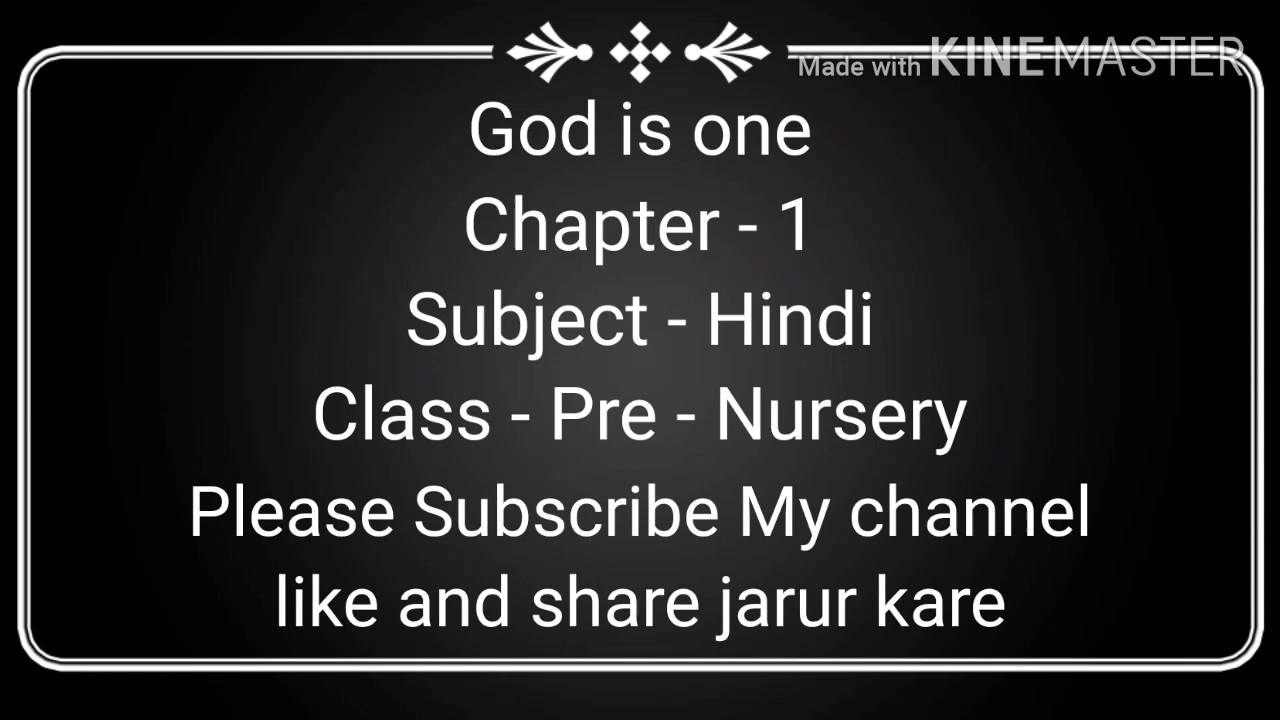 Made with KINEMASTER
God is one
Chapter - 1
Subject - Hindi
Class - Pre - Nursery
Please Subscribe My channel
like and share jarur kare